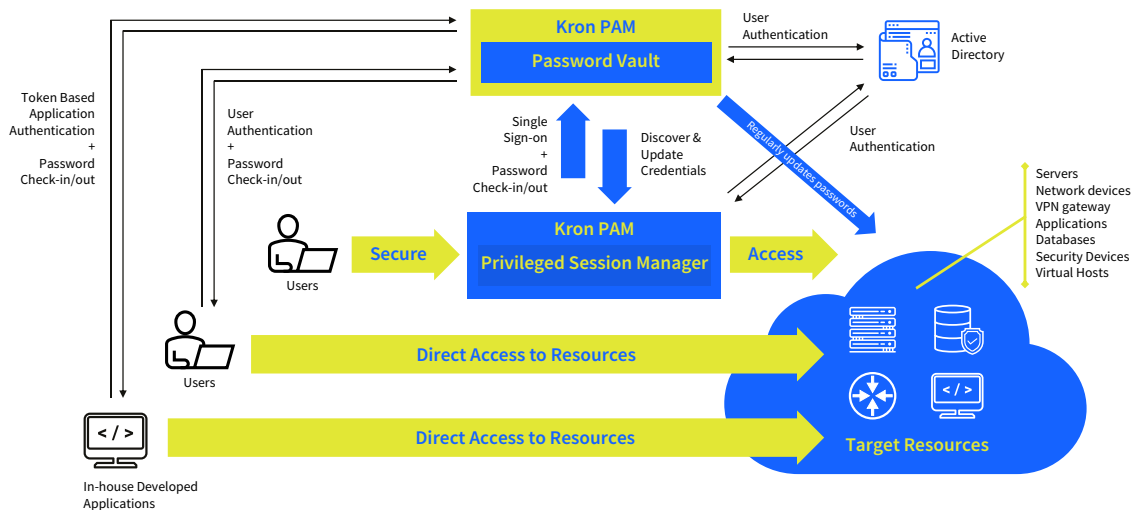 Kron PAM
Password Vault
User
Authentication
Active
Directory
Token Based
Application
Authentication
+
Password
Check-in/out
User
Authentication
+
Password
Check-in/out
Single
Sign-on
+
Password
Check-in/out
Discover &
Update
Credentials
Regularly updates passwords
User
Authentication
Servers
Network devices
VPN gateway
Applications
Databases
Security Devices
Virtual Hosts
Users
Secure
Kron PAM
Privileged Session Manager
Access
Users
Direct Access to Resources
</>
In-house Developed
Applications
Direct Access to Resources
</>
Target Resources